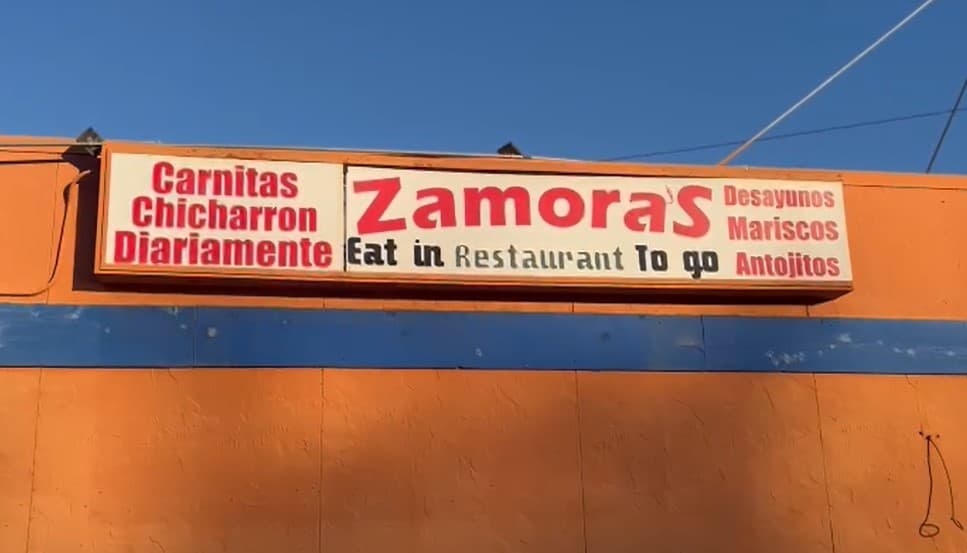 Carnitas
Chicharron
Diariamente
Zamora's
Eat in Restaurant To go
Desayunos
Mariscos
Antojitos